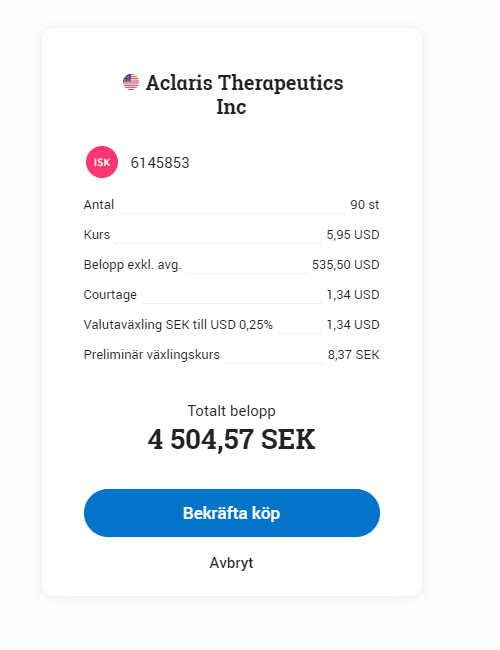 Aclaris Therapeutics
Inc
ISK 6145853
Antal 90 st
Kurs 5,95 USD
Belopp exkl. avg. 535,50 USD
Courtage 1,34 USD
Valutaväxling SEK till USD 0,25% 1,34 USD
Preliminär växlingskurs 8,37 SEK
Totalt belopp
4 504,57 SEK
Bekräfta köp
Avbryt